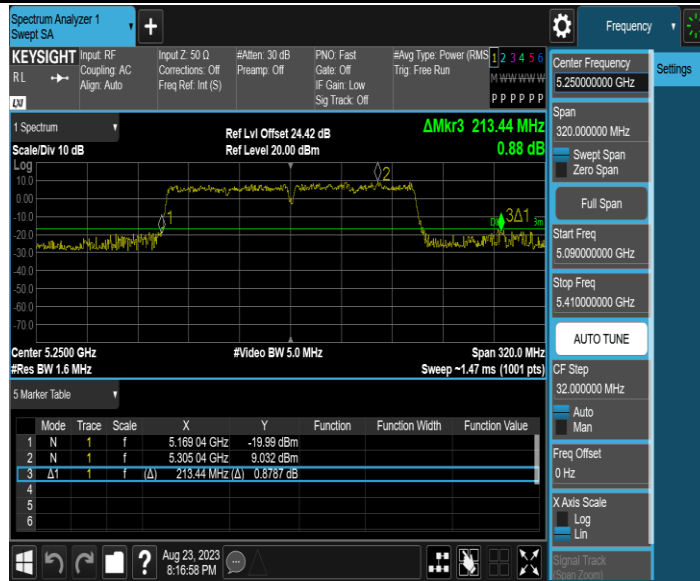 Spectrum Analyzer 1
Swept SA
+
Frequency
KEYSIGHT
RL
LXI
Input: RF
Coupling: AC
Align: Auto
Input Z: 50 Ω
Corrections: Off
Freq Ref: Int (S)
#Atten: 30 dB
Preamp: Off
PNO: Fast
Gate: Off
IF Gain: Low
Sig Track: Off
#Avg Type: Power (RMS
Trig: Free Run
1 2 3 4 5 6
M W W W W W
P P P P P P
1 Spectrum
Scale/Div 10 dB
Ref Lvl Offset 24.42 dB
Ref Level 20.00 dBm
ΔMkr3 213.44 MHz
0.88 dB
Log
10.0
0.00
-10.0
-20.0
-30.0
-40.0
-50.0
-60.0
-70.0
1
2
3Δ1
Center 5.2500 GHz
#Video BW 5.0 MHz
Span 320.0 MHz
#Res BW 1.6 MHz
Sweep ~1.47 ms (1001 pts)
5 Marker Table
Mode Trace Scale X Y Function Function Width Function Value
1 N 1 f 5.169 04 GHz -19.99 dBm
2 N 1 f 5.305 04 GHz 9.032 dBm
3 Δ1 1 f (Δ) 213.44 MHz (Δ) 0.8787 dB
4
5
6
?
Aug 23, 2023
8:16:58 PM
Settings
Center Frequency
5.250000000 GHz
Span
320.000000 MHz
Swept Span
Zero Span
Full Span
Start Freq
5.090000000 GHz
Stop Freq
5.410000000 GHz
AUTO TUNE
CF Step
32.000000 MHz
Auto
Man
Freq Offset
0 Hz
X Axis Scale
Log
Lin
Signal Track
(Span Zoom)